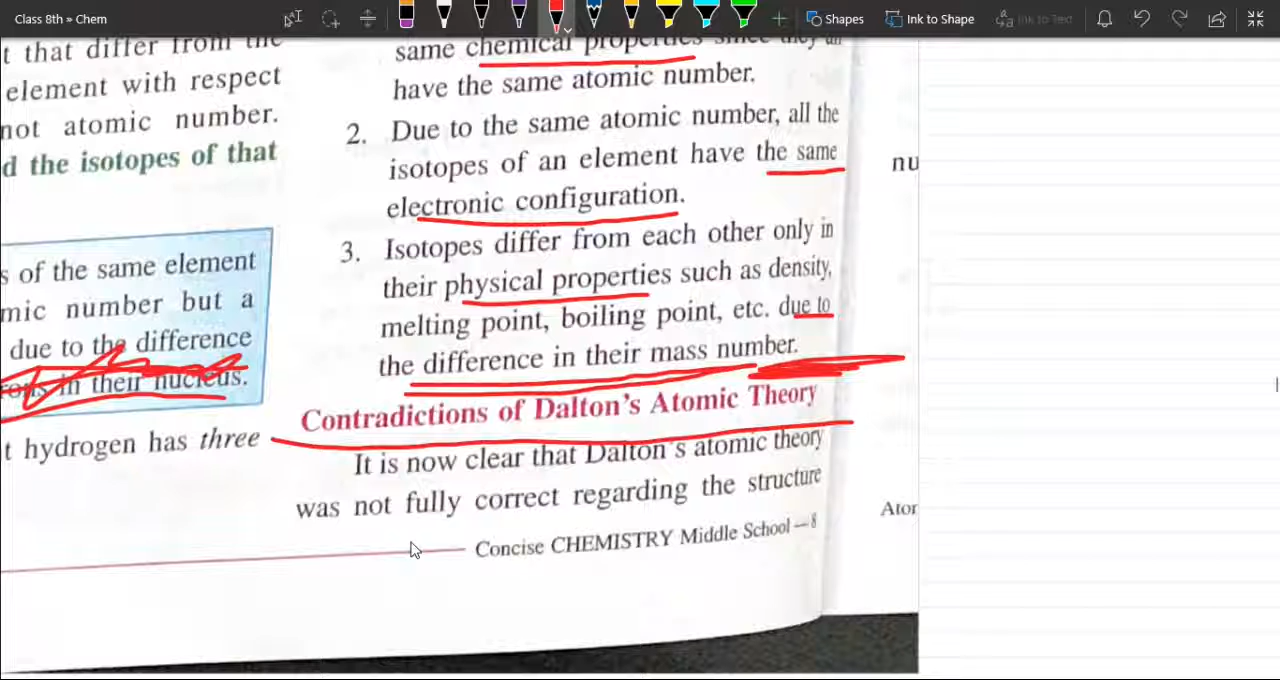 Class 8th » Chem
Shapes
Ink to Shape
Ink to Text
t that differ from the
element with respect
not atomic number.
d the isotopes of that
s of the same element
mic number but a
due to the difference
rons in their nucleus.
t hydrogen has three
same chemical properties since they all
have the same atomic number.
2. Due to the same atomic number, all the
isotopes of an element have the same
electronic configuration.
3. Isotopes differ from each other only in
their physical properties such as density,
melting point, boiling point, etc. due to
the difference in their mass number.
Contradictions of Dalton's Atomic Theory
It is now clear that Dalton's atomic theory
was not fully correct regarding the structure
Concise CHEMISTRY Middle School – 8
nu
Ator